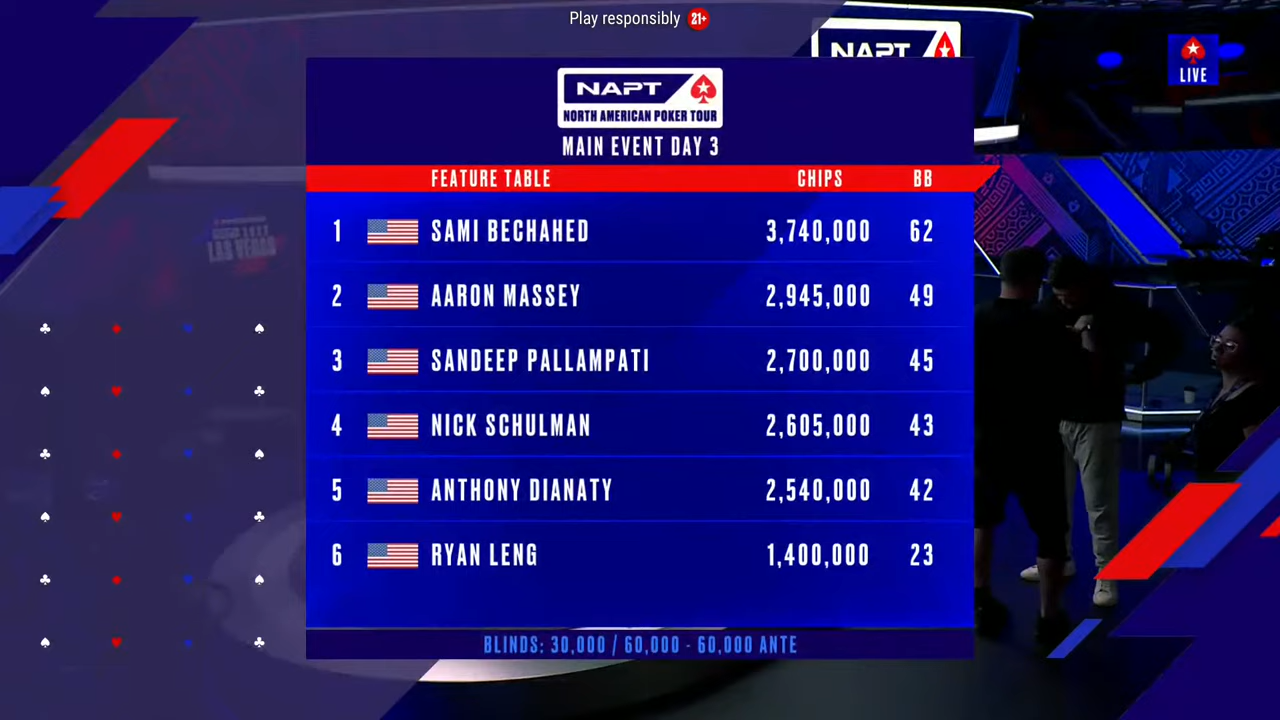 Play responsibly 21+
NAPT
LIVE
NAPT
NORTH AMERICAN POKER TOUR
MAIN EVENT DAY 3
FEATURE TABLE CHIPS BB
1 SAMI BECHAHED 3,740,000 62
2 AARON MASSEY 2,945,000 49
3 SANDEEP PALLAMPATI 2,700,000 45
4 NICK SCHULMAN 2,605,000 43
5 ANTHONY DIANATY 2,540,000 42
6 RYAN LENG 1,400,000 23
BLINDS: 30,000 / 60,000 - 60,000 ANTE
LAS VEGAS